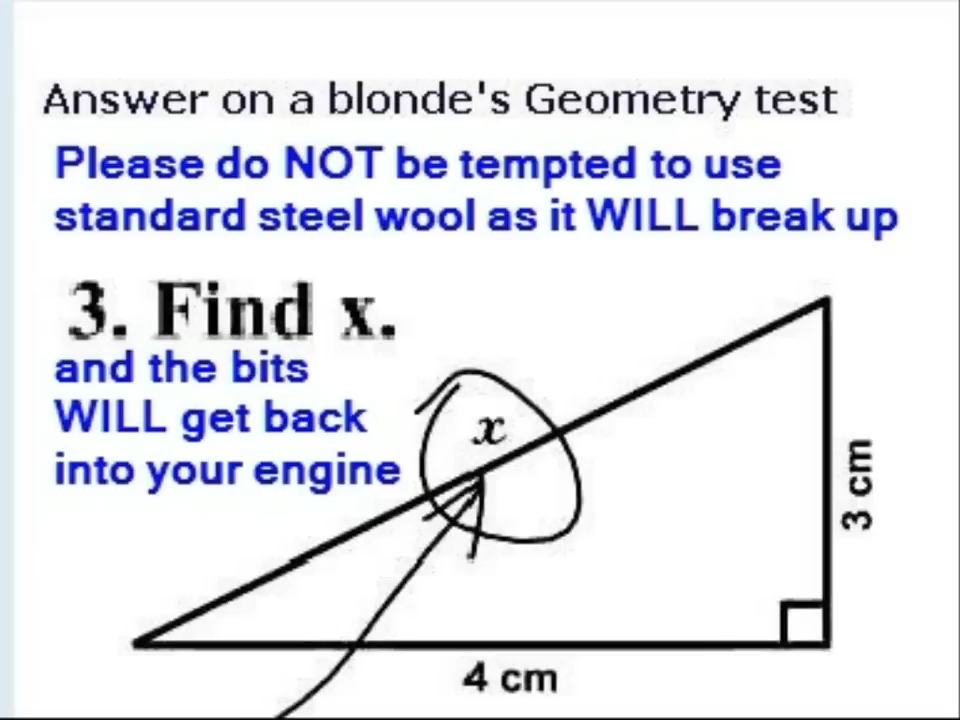 Answer on a blonde's Geometry test
Please do NOT be tempted to use
standard steel wool as it WILL break up
3. Find x.
and the bits
WILL get back
into your engine
x
3 cm
4 cm